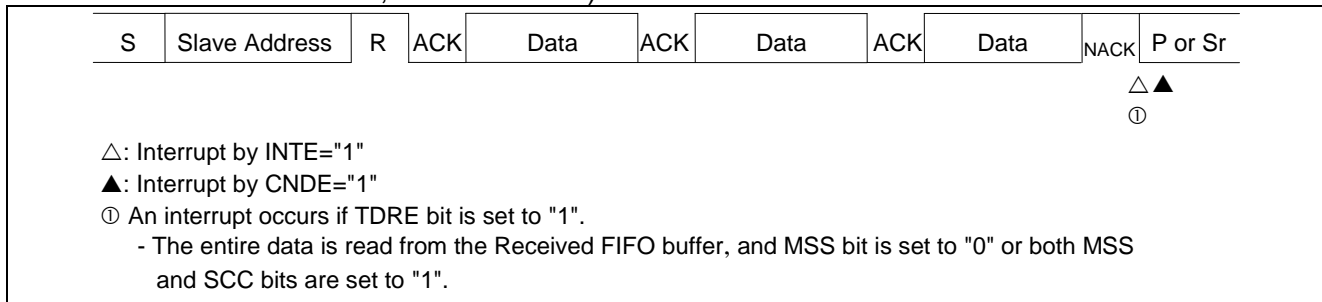 S Slave Address R ACK Data ACK Data ACK Data NACK P or Sr
△▲
①
△: Interrupt by INTE="1"
▲: Interrupt by CNDE="1"
① An interrupt occurs if TDRE bit is set to "1".
- The entire data is read from the Received FIFO buffer, and MSS bit is set to "0" or both MSS
and SCC bits are set to "1".